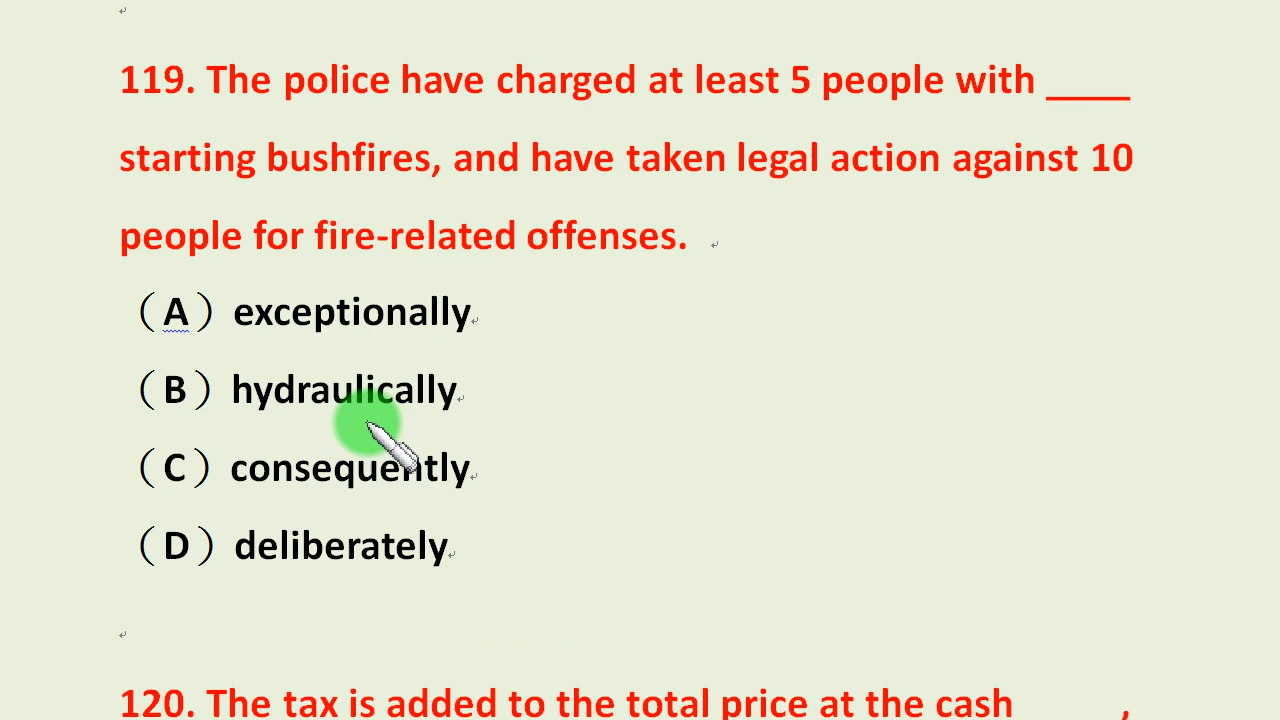 119. The police have charged at least 5 people with ____
starting bushfires, and have taken legal action against 10
people for fire-related offenses.
（A）exceptionally
（B）hydraulically
（C）consequently
（D）deliberately
120. The tax is added to the total price at the cash _____,